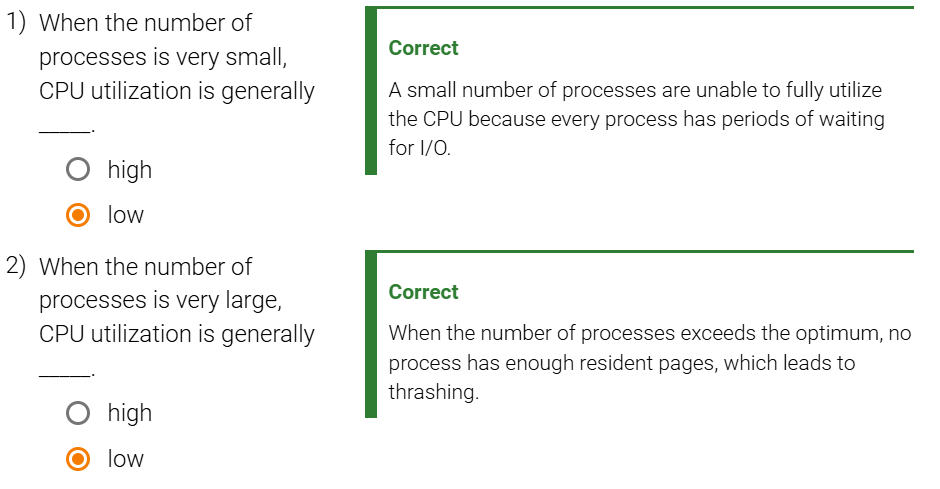 1) When the number of
processes is very small,
CPU utilization is generally
_____.
high
low
Correct
A small number of processes are unable to fully utilize
the CPU because every process has periods of waiting
for I/O.
2) When the number of
processes is very large,
CPU utilization is generally
_____.
high
low
Correct
When the number of processes exceeds the optimum, no
process has enough resident pages, which leads to
thrashing.